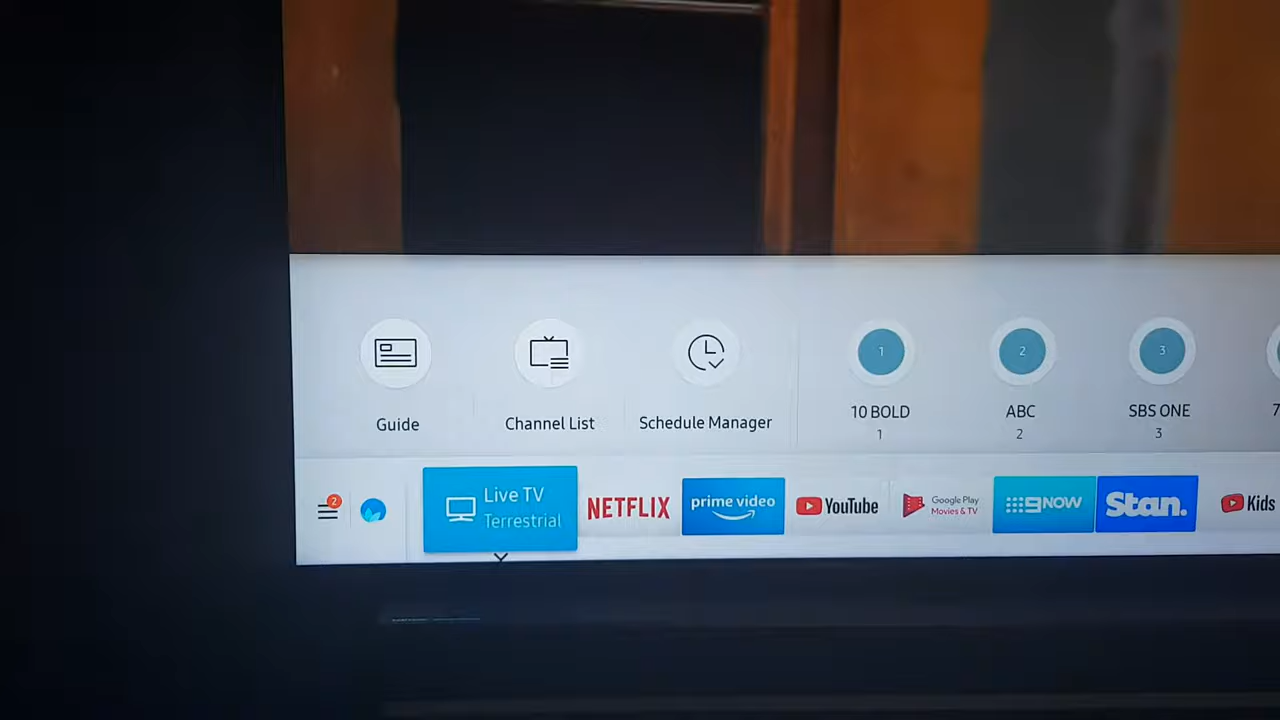 1
2
3
Guide
Channel List
Schedule Manager
10 BOLD
ABC
SBS ONE
7
1
2
3
2
Live TV
Terrestrial
NETFLIX
prime video
YouTube
Google Play
Movies & TV
9NOW
Stan.
Kids